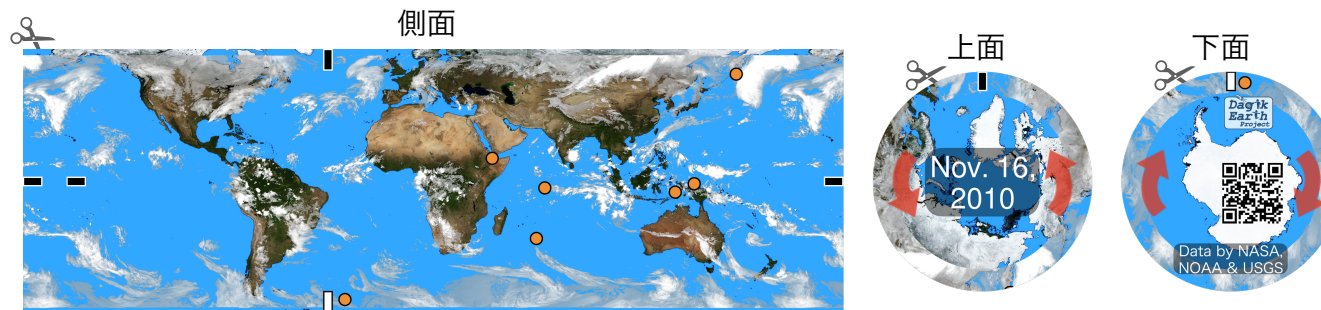 側面
上面
下面
Nov. 16,
2010
Dagik
Earth
Project
Data by NASA,
NOAA & USGS